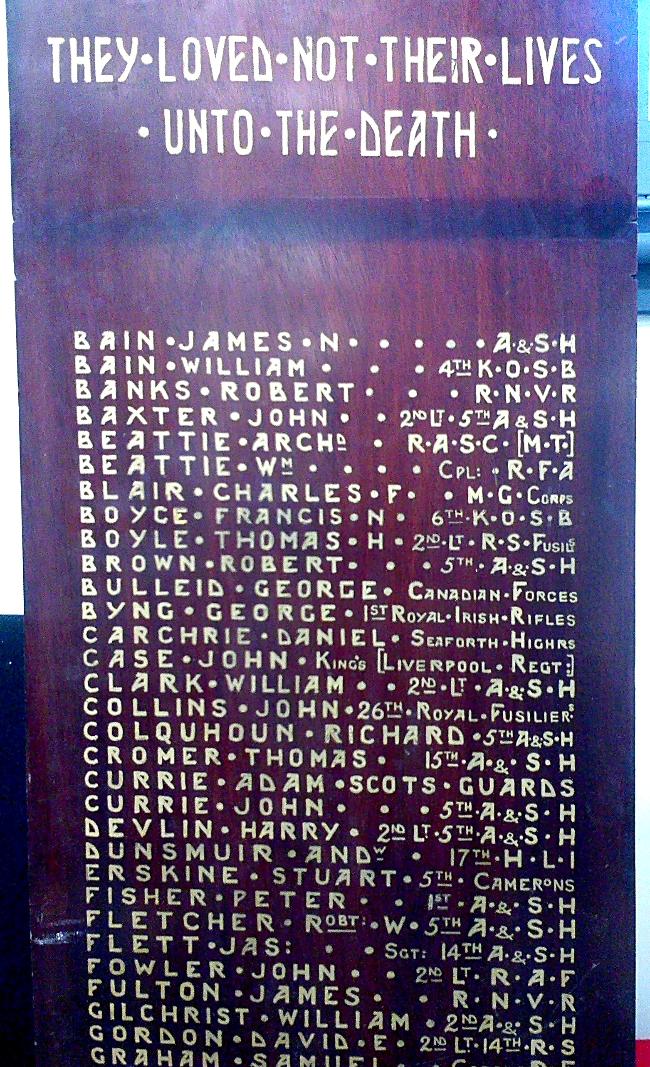 THEY·LOVED·NOT·THEIR·LIVES
·UNTO·THE·DEATH·
BAIN·JAMES·N· · · · ·A·&·S·H
BAIN·WILLIAM · · · 4TH K·O·S·B
BANKS·ROBERT· · · R·N·V·R
BAXTER·JOHN · · 2ND LT·5TH A&·S·H
BEATTIE·ARCHD · R·A·S·C·[M·T·]
BEATTIE·WM · · · · CPL: ·R·F·A
BLAIR·CHARLES·F· · M·G·CORPS
BOYCE·FRANCIS·N · 6TH·K·O·S·B
BOYLE·THOMAS·H·2ND·LT·R·S·FUSILS
BROWN·ROBERT· · ·5TH·A·&·S·H
BULLEID·GEORGE·CANADIAN·FORCES
BYNG·GEORGE·1ST ROYAL·IRISH·RIFLES
CARCHRIE·DANIEL·SEAFORTH·HIGHRS
CASE·JOHN·KING'S [LIVERPOOL·REGT:]
CLARK·WILLIAM · · 2ND·LT·A·&·S·H
COLLINS·JOHN·26TH·ROYAL·FUSILIERS
COLQUHOUN·RICHARD·5TH A·&·S·H
CROMER·THOMAS· 15TH·A·&·S·H
CURRIE·ADAM·SCOTS·GUARDS
CURRIE·JOHN· · · 5TH·A·&·S·H
DEVLIN·HARRY·2ND LT·5TH·A·&·S·H
DUNSMUIR·ANDW · 17TH·H·L·I
ERSKINE·STUART·5TH·CAMERONS
FISHER·PETER · · 1ST·A·&·S·H
FLETCHER·ROBT:·W·5TH A·&·S·H
FLETT·JAS: · · SGT: 14TH A·&·S·H
FOWLER·JOHN · · 2ND LT·R·A·F
FULTON·JAMES· · · R·N·V·R
GILCHRIST·WILLIAM·2ND A·&·S·H
GORDON·DAVID·E·2ND LT·14TH·R·S
GRAHAM·SAMUEL